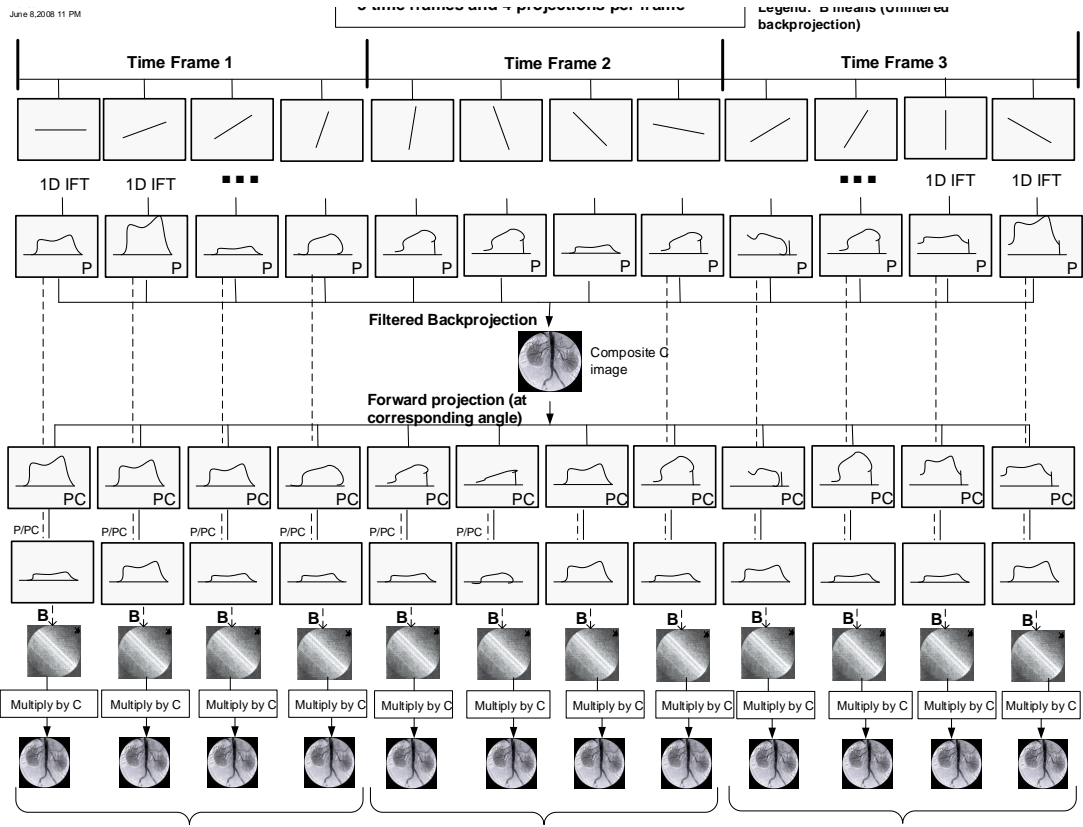 June 8,2008 11 PM
3 time frames and 4 projections per frame
Legend: B means (Unfiltered
backprojection)
Time Frame 1 Time Frame 2 Time Frame 3
1D IFT 1D IFT 1D IFT 1D IFT
P P P P P P P P P P P P
Filtered Backprojection
Composite C
image
Forward projection (at
corresponding angle)
PC PC PC PC PC PC PC PC PC PC PC PC
P/PC P/PC P/PC P/PC P/PC P/PC
B B B B B B B B B B B B
Multiply by C Multiply by C Multiply by C Multiply by C Multiply by C Multiply by C Multiply by C Multiply by C Multiply by C Multiply by C Multiply by C Multiply by C